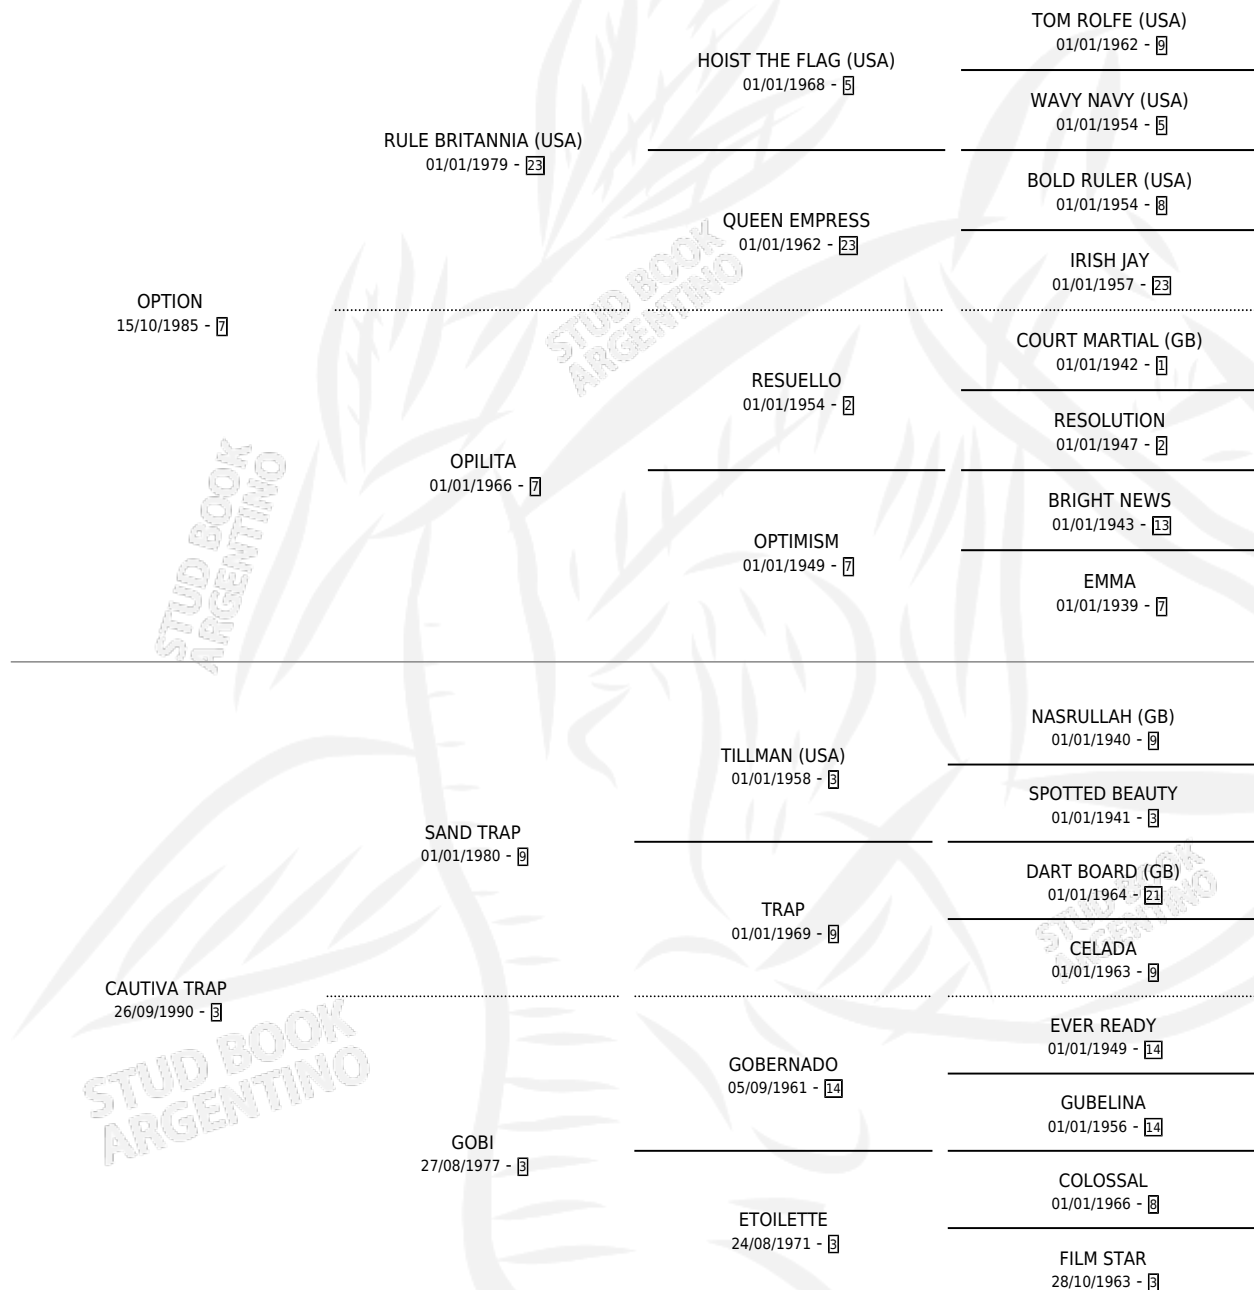 TOM ROLFE (USA)
01/01/1962 - 9
HOIST THE FLAG (USA)
01/01/1968 - 5
WAVY NAVY (USA)
01/01/1954 - 5
RULE BRITANNIA (USA)
01/01/1979 - 23
BOLD RULER (USA)
01/01/1954 - 8
QUEEN EMPRESS
01/01/1962 - 23
IRISH JAY
01/01/1957 - 23
OPTION
15/10/1985 - 7
STUD BOOK
ARGENTINO
COURT MARTIAL (GB)
01/01/1942 - 1
RESUELLO
01/01/1954 - 2
RESOLUTION
01/01/1947 - 2
OPILITA
01/01/1966 - 7
BRIGHT NEWS
01/01/1943 - 13
OPTIMISM
01/01/1949 - 7
EMMA
01/01/1939 - 7
STUD BOOK
ARGENTINO
NASRULLAH (GB)
01/01/1940 - 9
TILLMAN (USA)
01/01/1958 - 3
SPOTTED BEAUTY
01/01/1941 - 3
SAND TRAP
01/01/1980 - 9
DART BOARD (GB)
01/01/1964 - 21
TRAP
01/01/1969 - 9
CELADA
01/01/1963 - 9
STUD BOOK
ARGENTINO
CAUTIVA TRAP
26/09/1990 - 3
EVER READY
01/01/1949 - 14
GOBERNADO
05/09/1961 - 14
GUBELINA
01/01/1956 - 14
STUD BOOK
ARGENTINO
GOBI
27/08/1977 - 3
COLOSSAL
01/01/1966 - 8
ETOILETTE
24/08/1971 - 3
FILM STAR
28/10/1963 - 3